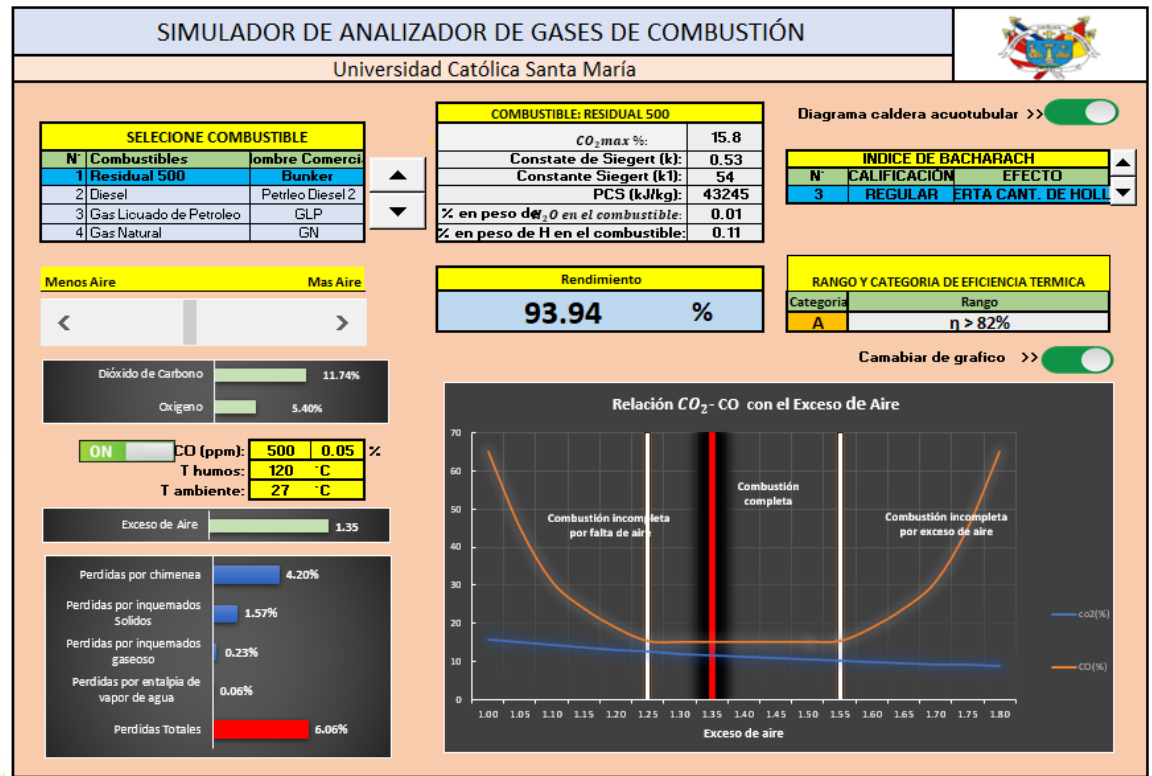 SIMULADOR DE ANALIZADOR DE GASES DE COMBUSTIÓN
Universidad Católica Santa María
SELECIONE COMBUSTIBLE
N° Combustibles ombre Comerci
1 Residual 500 Bunker
2 Diesel Petrleo Diesel 2
3 Gas Licuado de Petroleo GLP
4 Gas Natural GN
COMBUSTIBLE: RESIDUAL 500
CO₂max %: 15.8
Constate de Siegert (k): 0.53
Constante Siegert (k1): 54
PCS (kJ/kg): 43245
% en peso de H₂O en el combustible: 0.01
% en peso de H en el combustible: 0.11
Diagrama caldera acuotubular >>
INDICE DE BACHARACH
N° CALIFICACIÓN EFECTO
3 REGULAR ERTA CANT. DE HOLL
Menos Aire Mas Aire
Rendimiento
93.94 %
RANGO Y CATEGORIA DE EFICIENCIA TERMICA
Categoria Rango
A η > 82%
Camabiar de grafico >>
Dióxido de Carbono 11.74%
Oxigeno 5.40%
ON CO (ppm): 500 0.05 %
T humos: 120 °C
T ambiente: 27 °C
Exceso de Aire 1.35
Perdidas por chimenea 4.20%
Perdidas por inquemados
Solidos 1.57%
Perdidas por inquemados
gaseoso 0.23%
Perdidas por entalpia de
vapor de agua 0.06%
Perdidas Totales 6.06%
Relación CO₂- CO con el Exceso de Aire
70
60
50
40
30
20
10
0
Combustión incompleta
por falta de aire
Combustión
completa
Combustión incompleta
por exceso de aire
co2(%)
CO(%)
1.00 1.05 1.10 1.15 1.20 1.25 1.30 1.35 1.40 1.45 1.50 1.55 1.60 1.65 1.70 1.75 1.80
Exceso de aire